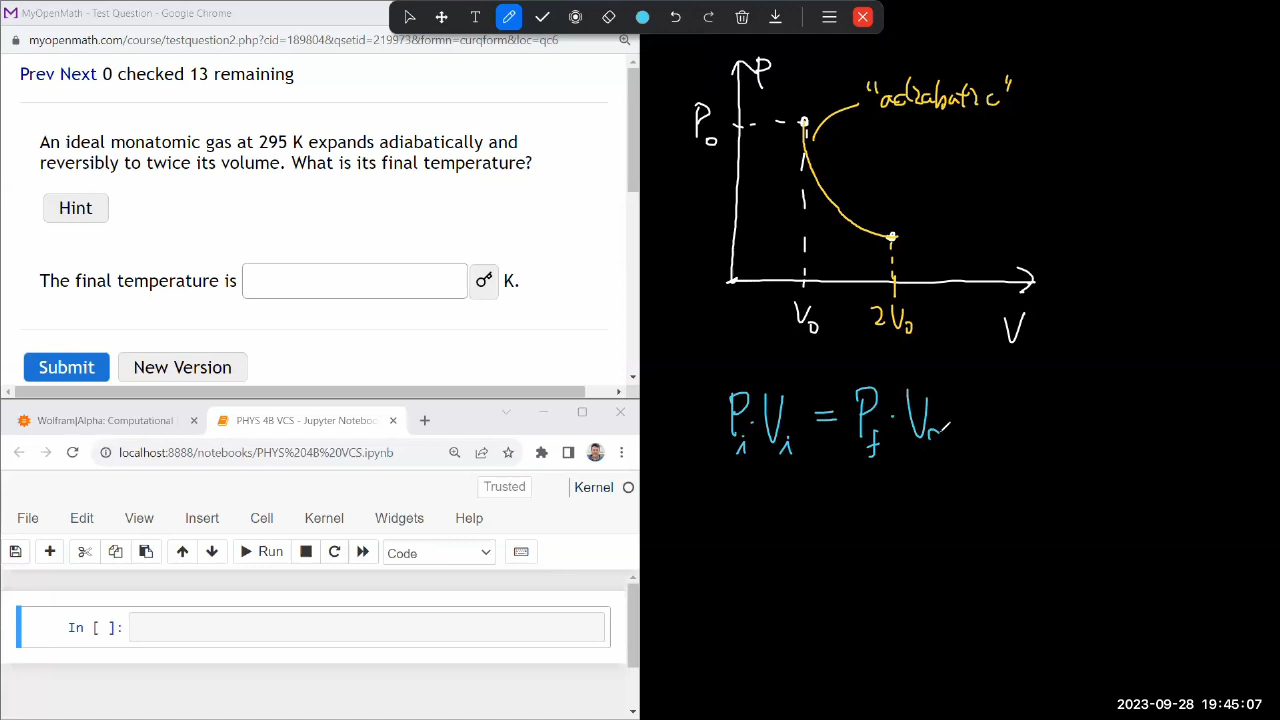 MyOpenMath - Test Question - Google Chrome
myopenmath.com/course/testquestion2.php?cid=189804&qsetid=219973&formn=curqform&loc=qc6
Prev Next 0 checked 13 remaining
An ideal monatomic gas at 295 K expands adiabatically and
reversibly to twice its volume. What is its final temperature?
Hint
The final temperature is K.
Submit New Version
Wolfram|Alpha: Computational PHYS 4B VCS - Jupyter Noteboo
localhost:8888/notebooks/PHYS%204B%20VCS.ipynb
Trusted Kernel
File Edit View Insert Cell Kernel Widgets Help
Run Code
In [ ]:
T
P
"adiabatic"
P₀
V₀ 2V₀ V
Pᵢ · Vᵢ = P_f · V
2023-09-28 19:45:07